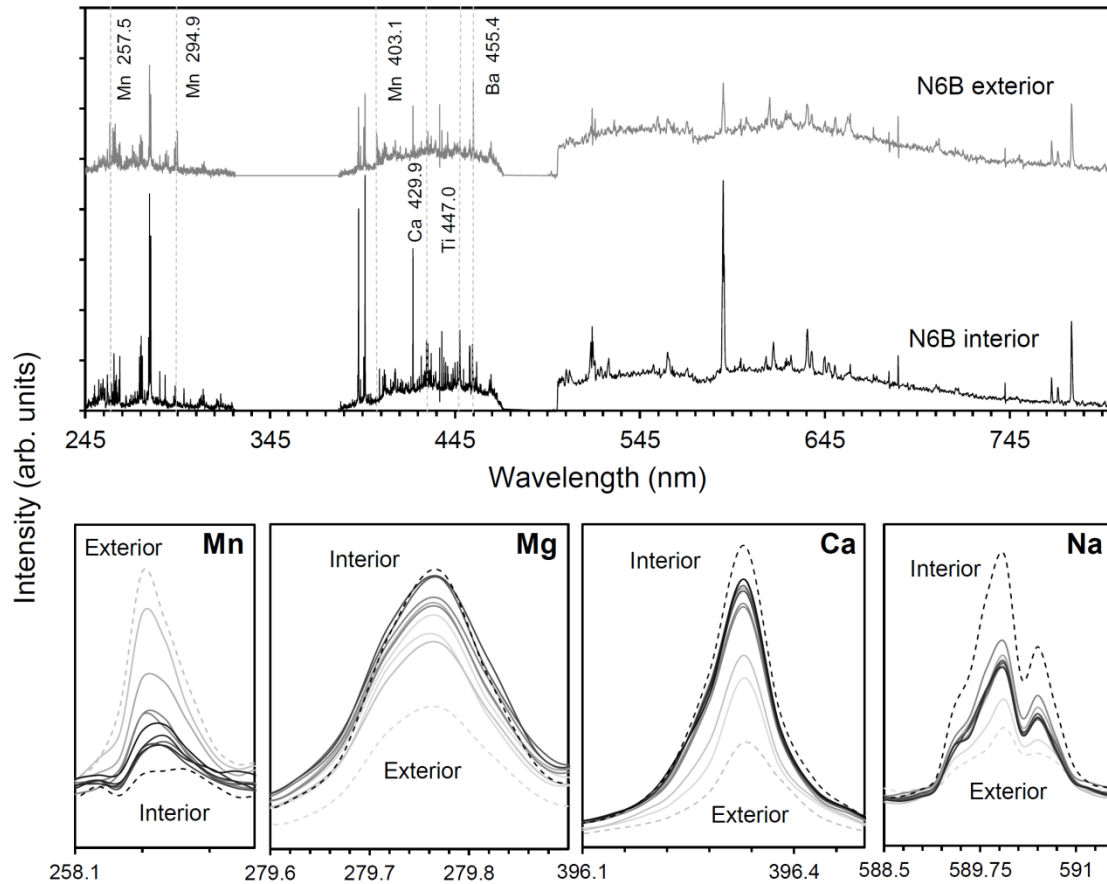 Mn 257.5
Mn 294.9
Mn 403.1
Ba 455.4
N6B exterior
Ca 429.9
Ti 447.0
N6B interior
245 345 445 545 645 745
Wavelength (nm)
Intensity (arb. units)
Exterior Mn
Interior
Interior Mg
Exterior
Interior Ca
Exterior
Interior Na
Exterior
258.1 279.6 279.7 279.8 396.1 396.4 588.5 589.75 591